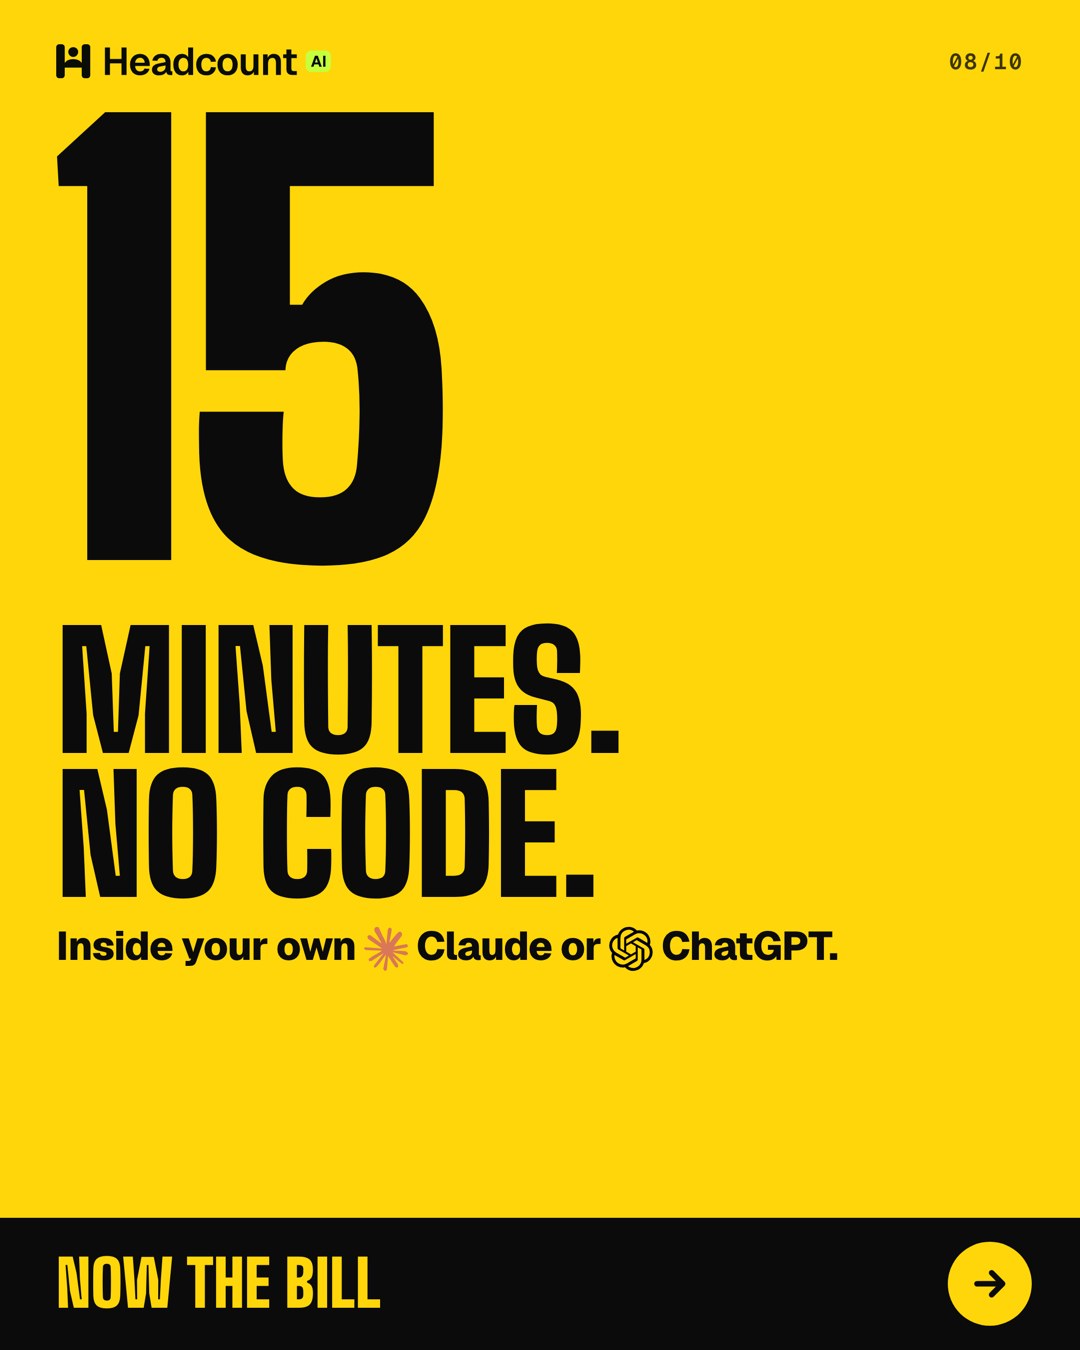 Headcount AI
08/10
15
MINUTES.
NO CODE.
Inside your own Claude or ChatGPT.
NOW THE BILL